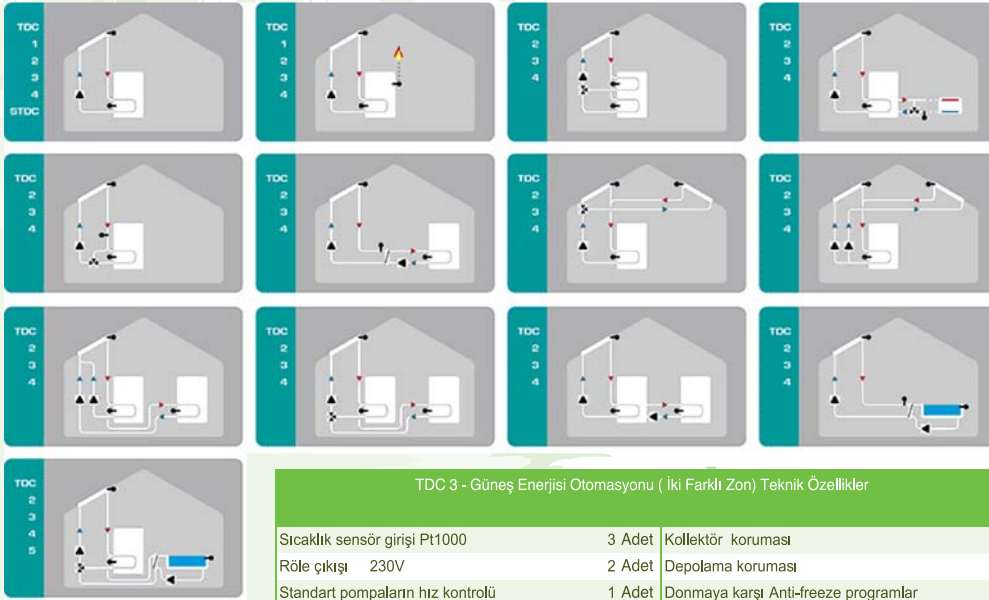 TDC
1
2
3
4
STDC
TDC
1
2
3
4
TDC
2
3
4
TDC
2
3
4
TDC
2
3
4
TDC
2
3
4
TDC
2
3
4
TDC
2
3
4
TDC
2
3
4
TDC
2
3
4
TDC
2
3
4
TDC
2
3
4
TDC
2
3
4
5
TDC 3 - Güneş Enerjisi Otomasyonu ( İki Farklı Zon) Teknik Özellikler
Sıcaklık sensör girişi Pt1000 3 Adet Kollektör koruması
Röle çıkışı 230V 2 Adet Depolama koruması
Standart pompaların hız kontrolü 1 Adet Donmaya karşı Anti-freeze programlar